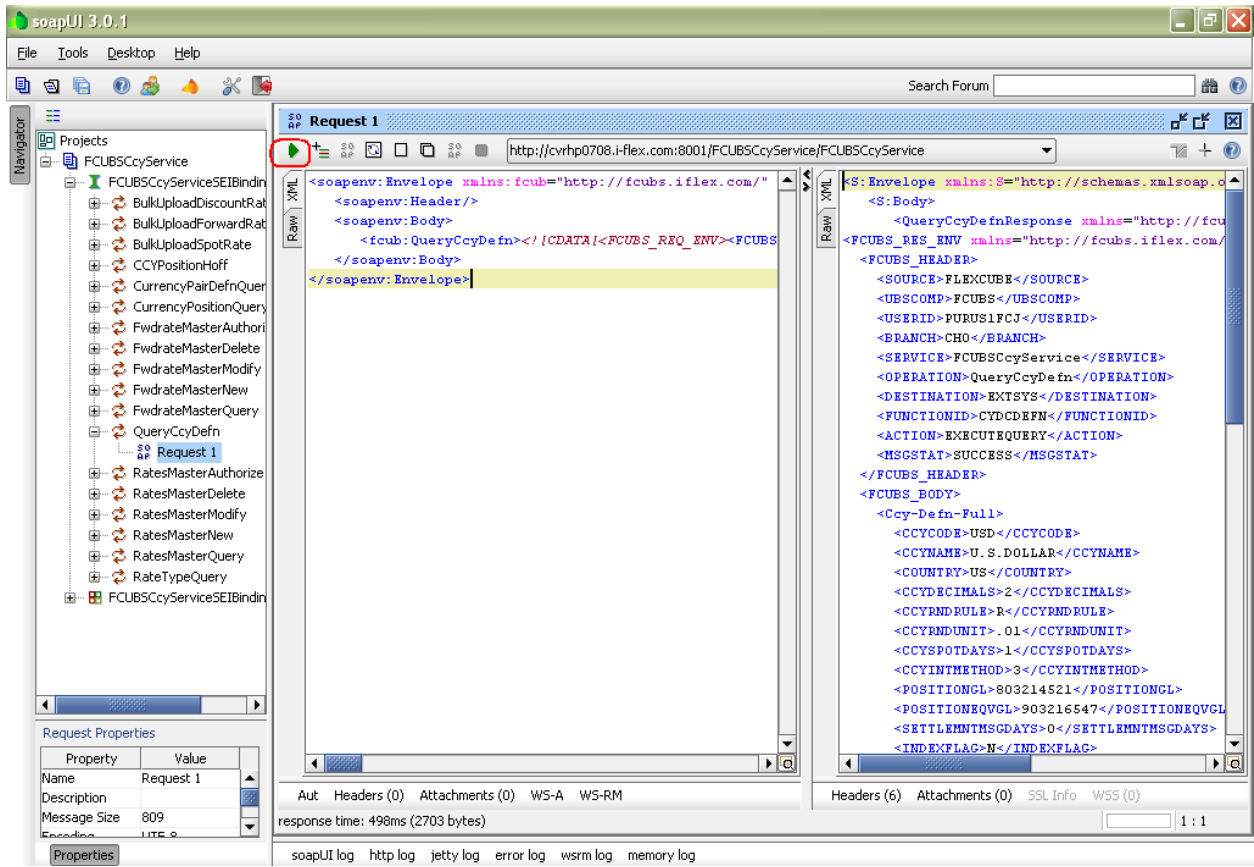 soapUI 3.0.1
File Tools Desktop Help
Search Forum
Navigator
Projects
FCUBSCcyService
FCUBSCcyServiceSEIBindin
BulkUploadDiscountRat
BulkUploadForwardRat
BulkUploadSpotRate
CCYPositionHoff
CurrencyPairDefnQuer
CurrencyPositionQuery
FwdrateMasterAuthori
FwdrateMasterDelete
FwdrateMasterModify
FwdrateMasterNew
FwdrateMasterQuery
QueryCcyDefn
Request 1
RatesMasterAuthorize
RatesMasterDelete
RatesMasterModify
RatesMasterNew
RatesMasterQuery
RateTypeQuery
FCUBSCcyServiceSEIBindin
Request Properties
Property Value
Name Request 1
Description
Message Size 809
Encoding UTF-8
Properties
Request 1
http://cvrhp0708.i-flex.com:8001/FCUBSCcyService/FCUBSCcyService
XML
Raw
<soapenv:Envelope xmlns:fcub="http://fcubs.iflex.com/"
<soapenv:Header/>
<soapenv:Body>
<fcub:QueryCcyDefn><![CDATA[<FCUBS_REQ_ENV><FCUBS
</soapenv:Body>
</soapenv:Envelope>
Aut Headers (0) Attachments (0) WS-A WS-RM
XML
Raw
<S:Envelope xmlns:S="http://schemas.xmlsoap.o
<S:Body>
<QueryCcyDefnResponse xmlns="http://fcu
<FCUBS_RES_ENV xmlns="http://fcubs.iflex.com/
<FCUBS_HEADER>
<SOURCE>FLEXCUBE</SOURCE>
<UBSCOMP>FCUBS</UBSCOMP>
<USERID>PURUS1FCJ</USERID>
<BRANCH>CHO</BRANCH>
<SERVICE>FCUBSCcyService</SERVICE>
<OPERATION>QueryCcyDefn</OPERATION>
<DESTINATION>EXTSYS</DESTINATION>
<FUNCTIONID>CYDCDEFN</FUNCTIONID>
<ACTION>EXECUTEQUERY</ACTION>
<MSGSTAT>SUCCESS</MSGSTAT>
</FCUBS_HEADER>
<FCUBS_BODY>
<Ccy-Defn-Full>
<CCYCODE>USD</CCYCODE>
<CCYNAME>U.S.DOLLAR</CCYNAME>
<COUNTRY>US</COUNTRY>
<CCYDECIMALS>2</CCYDECIMALS>
<CCYRNDRULE>R</CCYRNDRULE>
<CCYRNDUNIT>.01</CCYRNDUNIT>
<CCYSPOTDAYS>1</CCYSPOTDAYS>
<CCYINTMETHOD>3</CCYINTMETHOD>
<POSITIONGL>803214521</POSITIONGL>
<POSITIONEQVGL>903216547</POSITIONEQVGL
<SETTLEMNTMSGDAYS>0</SETTLEMNTMSGDAYS>
<INDEXFLAG>N</INDEXFLAG>
Headers (6) Attachments (0) SSL Info WSS (0)
response time: 498ms (2703 bytes)
1 : 1
soapUI log http log jetty log error log wsrm log memory log